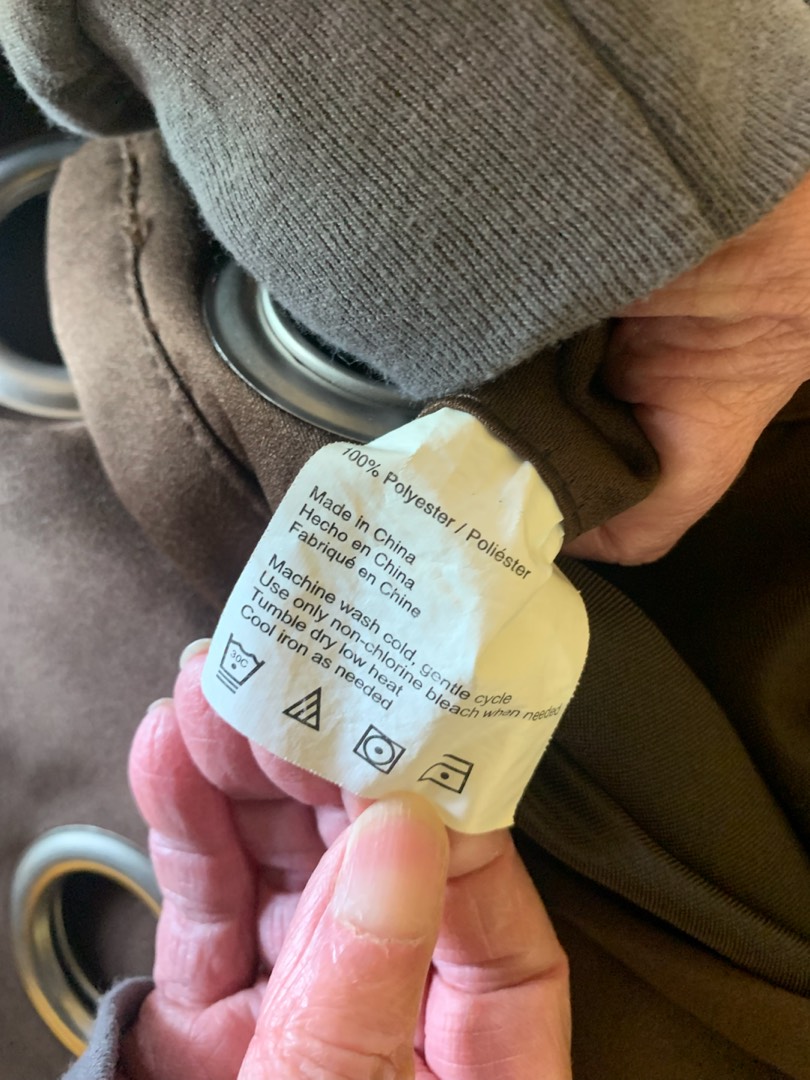 100% Polyester / Poliéster
Made in China
Hecho en China
Fabriqué en Chine
Machine wash cold, gentle cycle
Use only non-chlorine bleach when needed
Tumble dry low heat
Cool iron as needed
30C